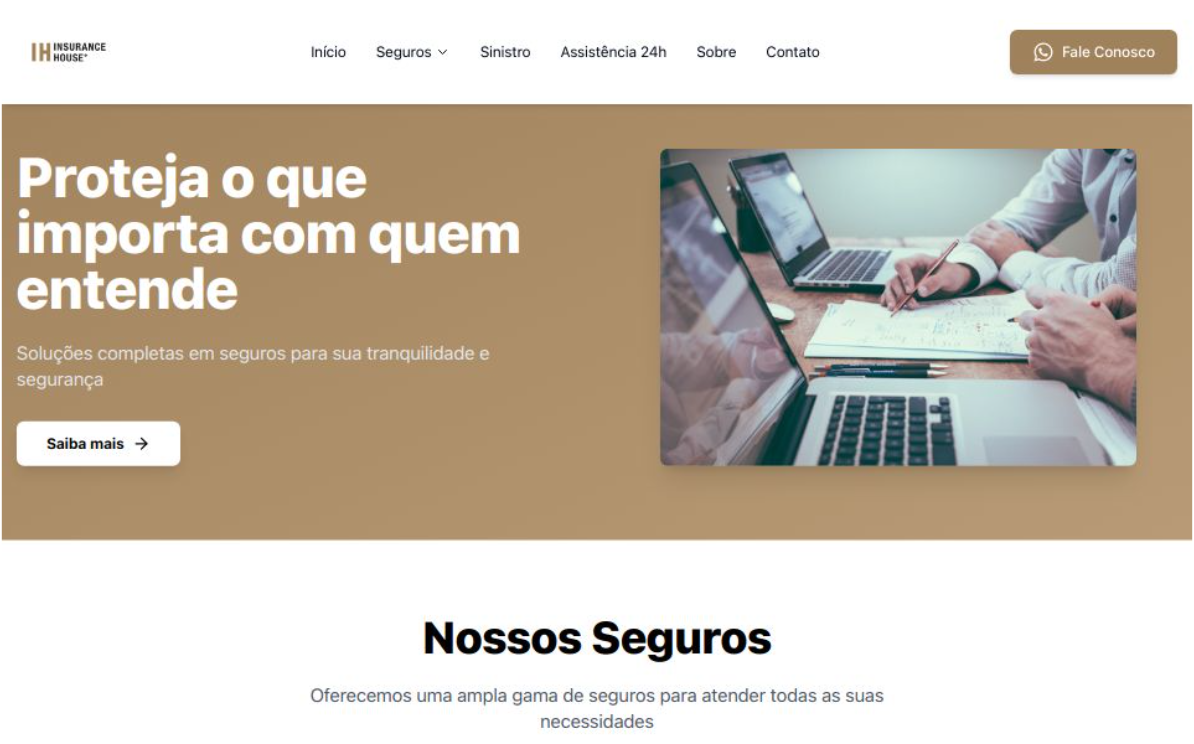 IH INSURANCE
HOUSE®
Início
Seguros
Sinistro
Assistência 24h
Sobre
Contato
Fale Conosco
Proteja o que
importa com quem
entende
Soluções completas em seguros para sua tranquilidade e
segurança
Saiba mais
Nossos Seguros
Oferecemos uma ampla gama de seguros para atender todas as suas
necessidades